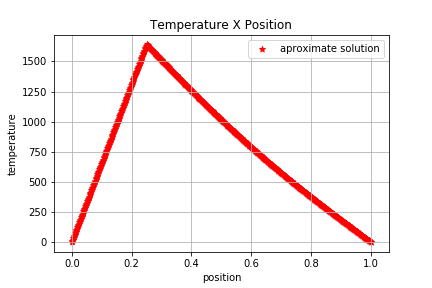 Temperature X Position
aproximate solution
temperature
1500
1250
1000
750
500
250
0
0.0 0.2 0.4 0.6 0.8 1.0
position